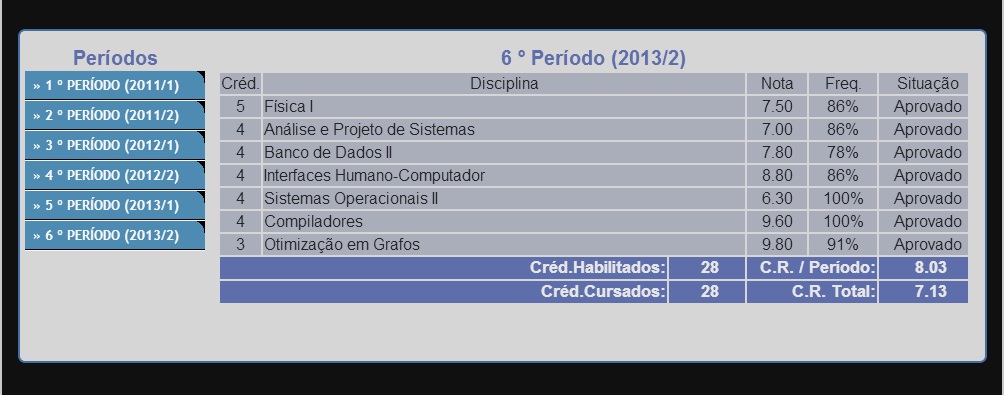 Períodos
» 1 º PERÍODO (2011/1)
» 2 º PERÍODO (2011/2)
» 3 º PERÍODO (2012/1)
» 4 º PERÍODO (2012/2)
» 5 º PERÍODO (2013/1)
» 6 º PERÍODO (2013/2)
6 º Período (2013/2)
Créd. Disciplina Nota Freq. Situação
5 Física I 7.50 86% Aprovado
4 Análise e Projeto de Sistemas 7.00 86% Aprovado
4 Banco de Dados II 7.80 78% Aprovado
4 Interfaces Humano-Computador 8.80 86% Aprovado
4 Sistemas Operacionais II 6.30 100% Aprovado
4 Compiladores 9.60 100% Aprovado
3 Otimização em Grafos 9.80 91% Aprovado
Créd.Habilitados: 28 C.R. / Período: 8.03
Créd.Cursados: 28 C.R. Total: 7.13